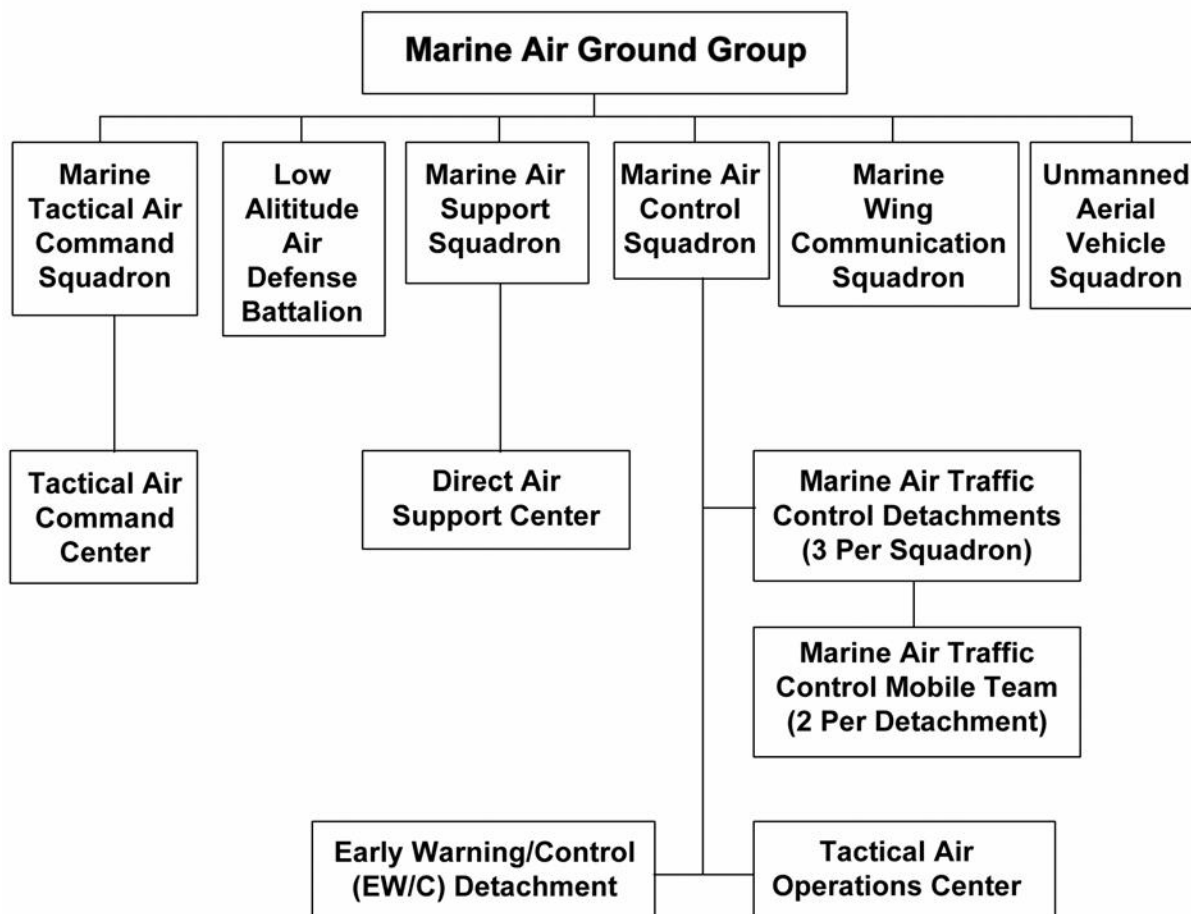 Marine Air Ground Group
Marine
Tactical Air
Command
Squadron
Low
Alititude
Air
Defense
Battalion
Marine Air
Support
Squadron
Marine Air
Control
Squadron
Marine
Wing
Communication
Squadron
Unmanned
Aerial
Vehicle
Squadron
Tactical Air
Command
Center
Direct Air
Support Center
Marine Air Traffic
Control Detachments
(3 Per Squadron)
Marine Air Traffic
Control Mobile Team
(2 Per Detachment)
Early Warning/Control
(EW/C) Detachment
Tactical Air
Operations Center